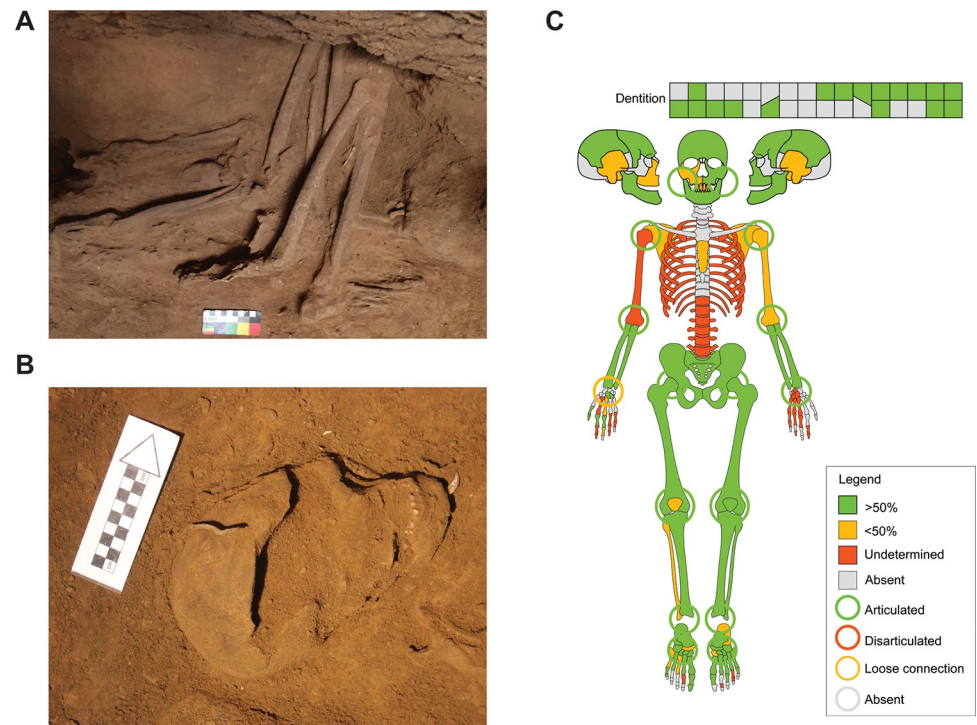 A
B
C
Dentition
Legend
>50%
<50%
Undetermined
Absent
Articulated
Disarticulated
Loose connection
Absent